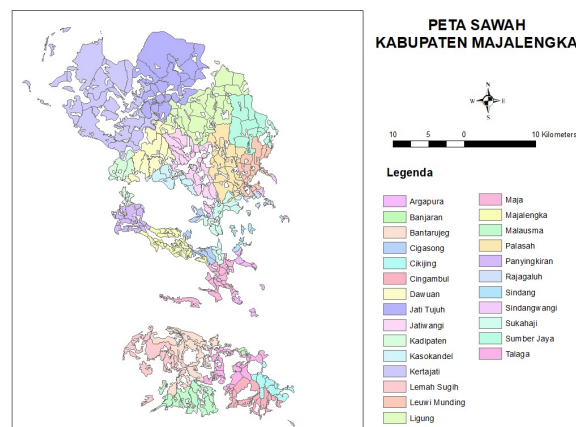 PETA SAWAH
KABUPATEN MAJALENGKA
N
W E
S
10 5 0 10 Kilometers
Legenda
Argapura
Banjaran
Bantarujeg
Cigasong
Cikijing
Cingambul
Dawuan
Jati Tujuh
Jatiwangi
Kadipaten
Kasokandel
Kertajati
Lemah Sugih
Leuwi Munding
Ligung
Maja
Majalengka
Malausma
Palasah
Panyingkiran
Rajagaluh
Sindang
Sindangwangi
Sukahaji
Sumber Jaya
Talaga